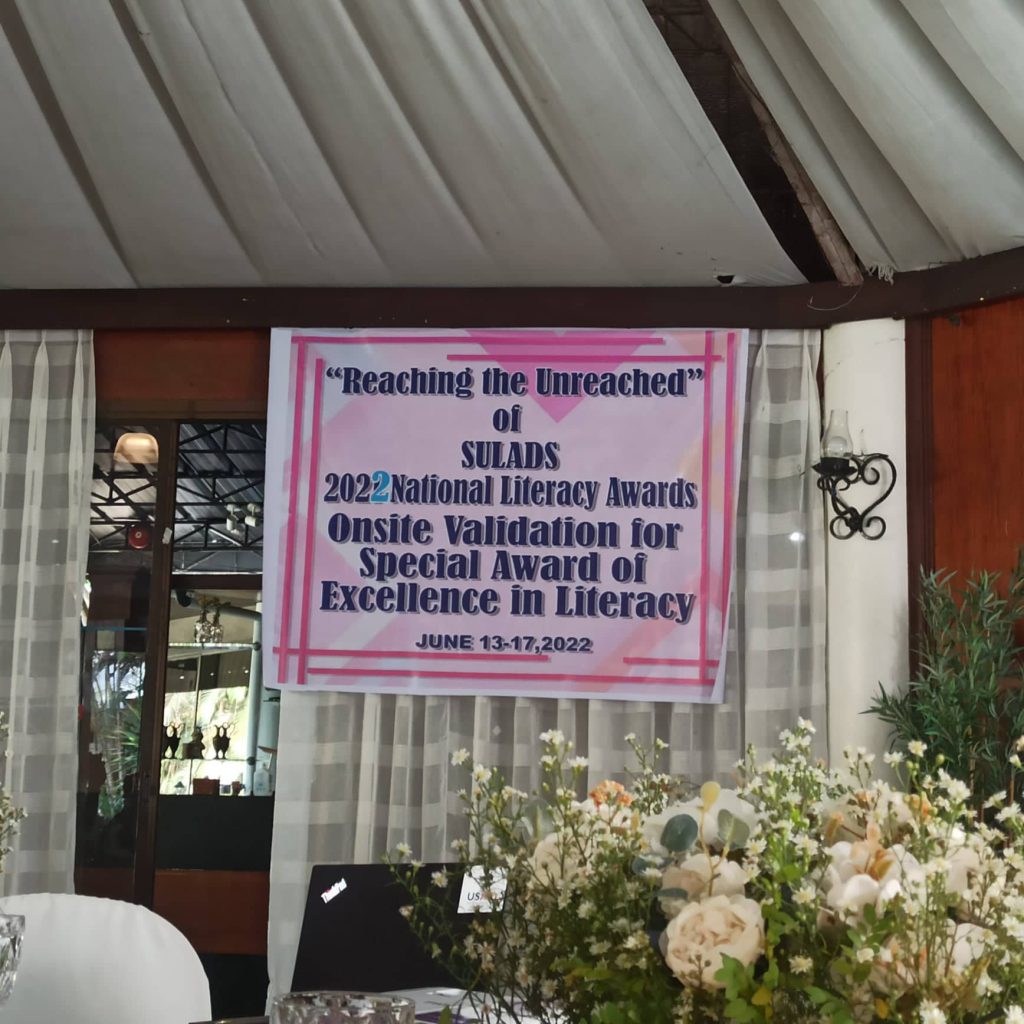 “Reaching the Unreached”
of
SULADS
2022 National Literacy Awards
Onsite Validation for
Special Award of
Excellence in Literacy
JUNE 13-17,2022
ThinkPad